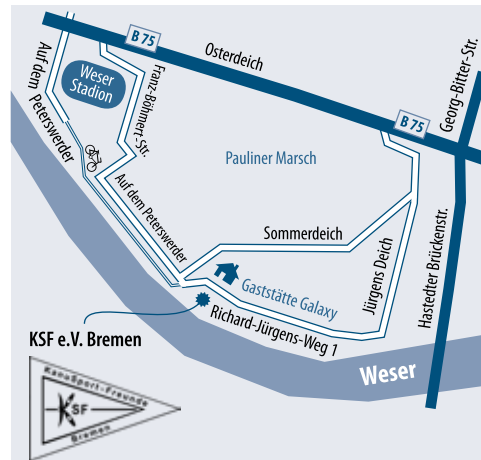 B 75
Osterdeich
Georg-Bitter-Str.
Auf dem
Peterswerder
Weser
Stadion
Franz-Böhmert-Str.
B 75
Pauliner Marsch
Auf dem Peterswerder
Sommerdeich
Jürgens Deich
Hastedter Brückenstr.
Gaststätte Galaxy
Richard-Jürgens-Weg 1
KSF e.V. Bremen
Weser
KanuSport-Freunde
KSF
Bremen